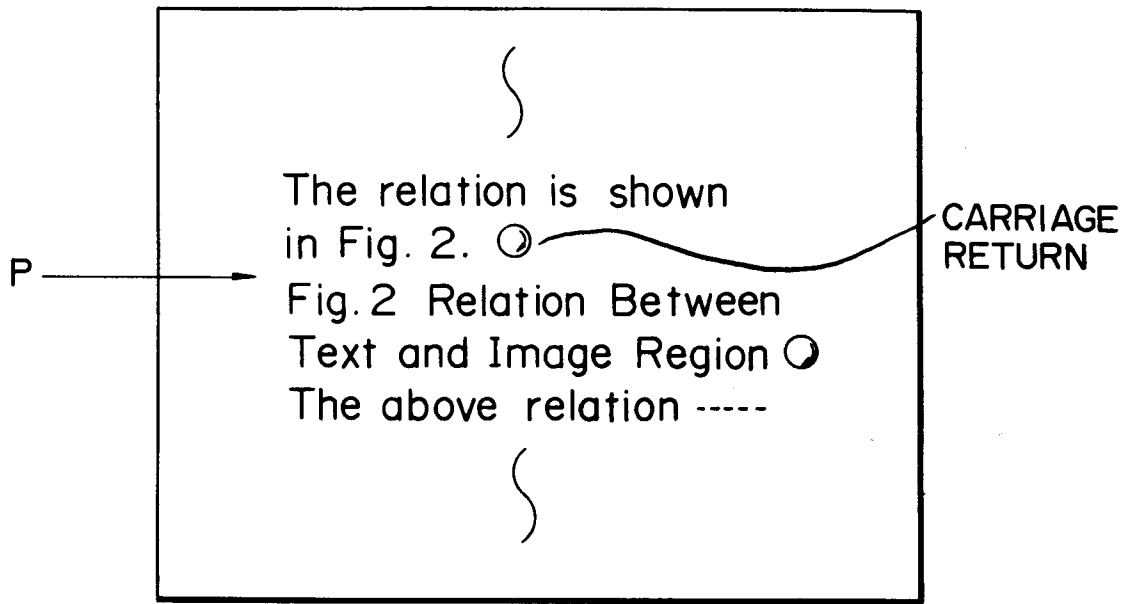 The relation is shown
in Fig. 2.
CARRIAGE
RETURN
P
Fig. 2 Relation Between
Text and Image Region
The above relation -----